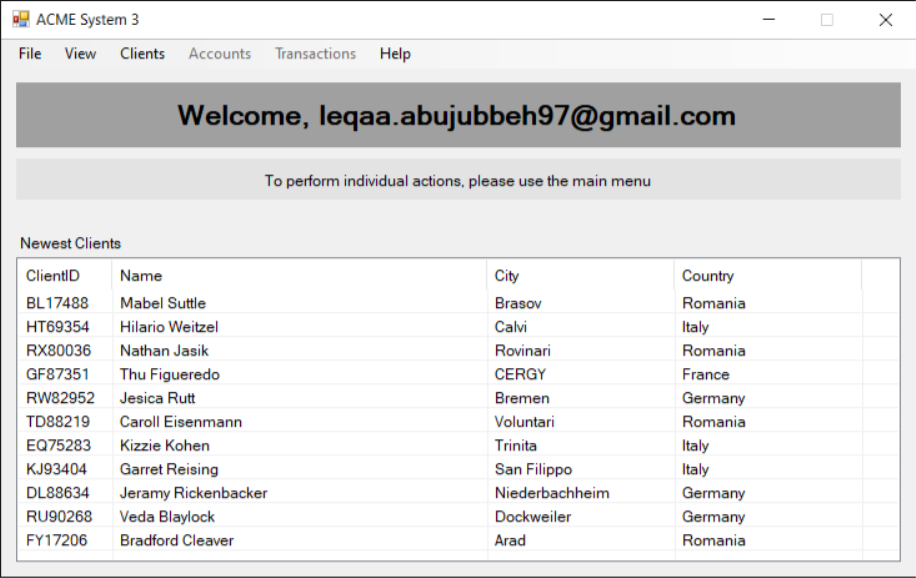 ACME System 3
File View Clients Accounts Transactions Help
Welcome, leqaa.abujubbeh97@gmail.com
To perform individual actions, please use the main menu
Newest Clients
ClientID Name City Country
BL17488 Mabel Suttle Brasov Romania
HT69354 Hilario Weitzel Calvi Italy
RX80036 Nathan Jasik Rovinari Romania
GF87351 Thu Figueredo CERGY France
RW82952 Jesica Rutt Bremen Germany
TD88219 Caroll Eisenmann Voluntari Romania
EQ75283 Kizzie Kohen Trinita Italy
KJ93404 Garret Reising San Filippo Italy
DL88634 Jeramy Rickenbacker Niederbachheim Germany
RU90268 Veda Blaylock Dockweiler Germany
FY17206 Bradford Cleaver Arad Romania